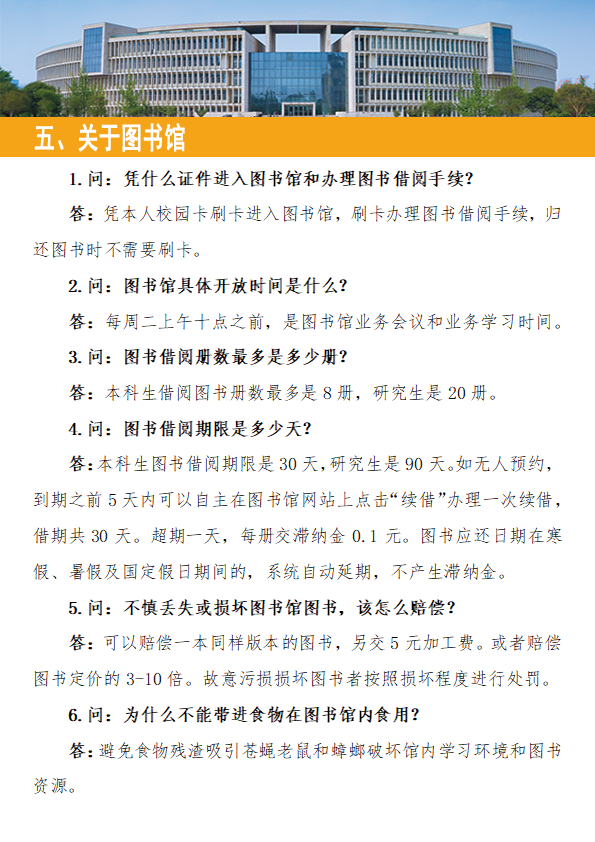 五、关于图书馆
1.问：凭什么证件进入图书馆和办理图书借阅手续？
答：凭本人校园卡刷卡进入图书馆，刷卡办理图书借阅手续，归
还图书时不需要刷卡。
2.问：图书馆具体开放时间是什么？
答：每周二上午十点之前，是图书馆业务会议和业务学习时间。
3.问：图书借阅册数最多是多少册？
答：本科生借阅图书册数最多是 8 册，研究生是 20 册。
4.问：图书借阅期限是多少天？
答：本科生图书借阅期限是 30 天，研究生是 90 天。如无人预约，
到期之前 5 天内可以自主在图书馆网站上点击“续借”办理一次续借，
借期共 30 天。超期一天，每册交滞纳金 0.1 元。图书应还日期在寒
假、暑假及国定假日期间的，系统自动延期，不产生滞纳金。
5.问：不慎丢失或损坏图书馆图书，该怎么赔偿？
答：可以赔偿一本同样版本的图书，另交 5 元加工费。或者赔偿
图书定价的 3-10 倍。故意污损损坏图书者按照损坏程度进行处罚。
6.问：为什么不能带进食物在图书馆内食用？
答：避免食物残渣吸引苍蝇老鼠和蟑螂破坏馆内学习环境和图书
资源。